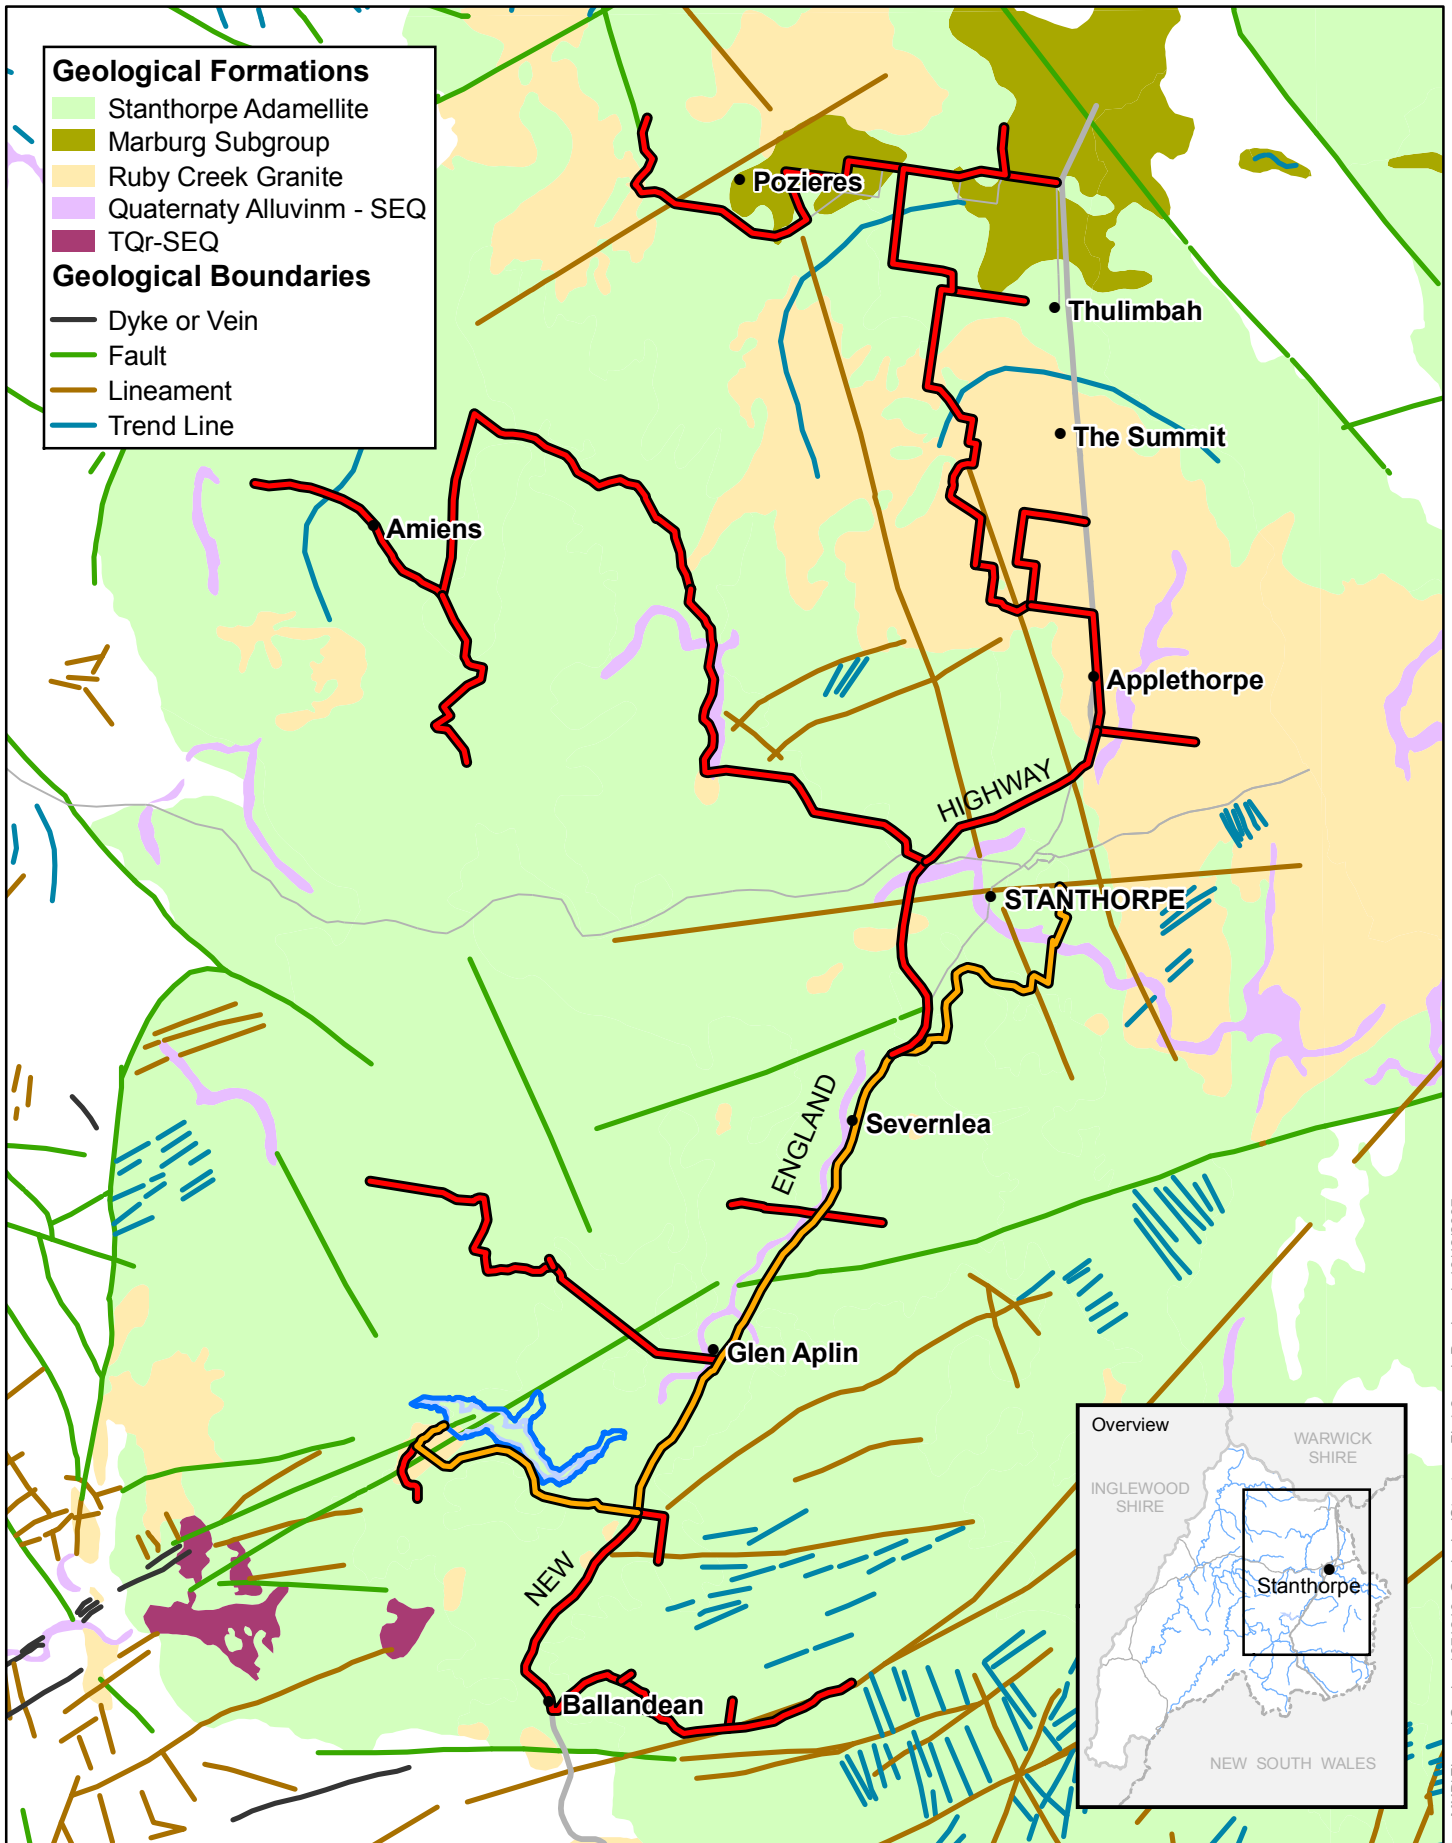 Geological Formations
Stanthorpe Adamellite
Marburg Subgroup
Ruby Creek Granite
Quaternaty Alluvinm - SEQ
TQr-SEQ
Geological Boundaries
Dyke or Vein
Fault
Lineament
Trend Line
Pozieres
Thulimbah
The Summit
Amiens
Applethorpe
HIGHWAY
STANTHORPE
ENGLAND
Severnlea
Glen Aplin
NEW
Ballandean
Overview
WARWICK
SHIRE
INGLEWOOD
SHIRE
Stanthorpe
NEW SOUTH WALES